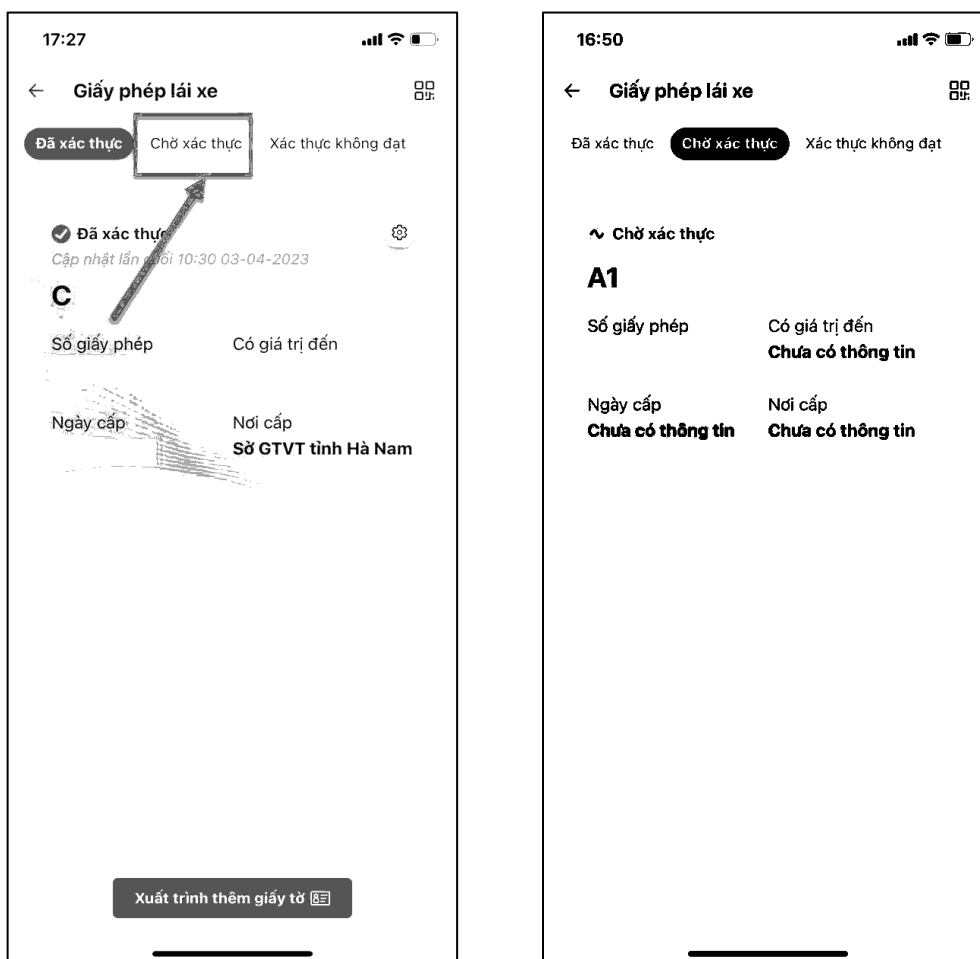 17:27
Giấy phép lái xe
Đã xác thực Chờ xác thực Xác thực không đạt
Đã xác thực
Cập nhật lần cuối 10:30 03-04-2023
C
Số giấy phép Có giá trị đến
Ngày cấp Nơi cấp
Sở GTVT tỉnh Hà Nam
Xuất trình thêm giấy tờ
16:50
Giấy phép lái xe
Đã xác thực Chờ xác thực Xác thực không đạt
Chờ xác thực
A1
Số giấy phép Có giá trị đến
Chưa có thông tin
Ngày cấp Nơi cấp
Chưa có thông tin Chưa có thông tin